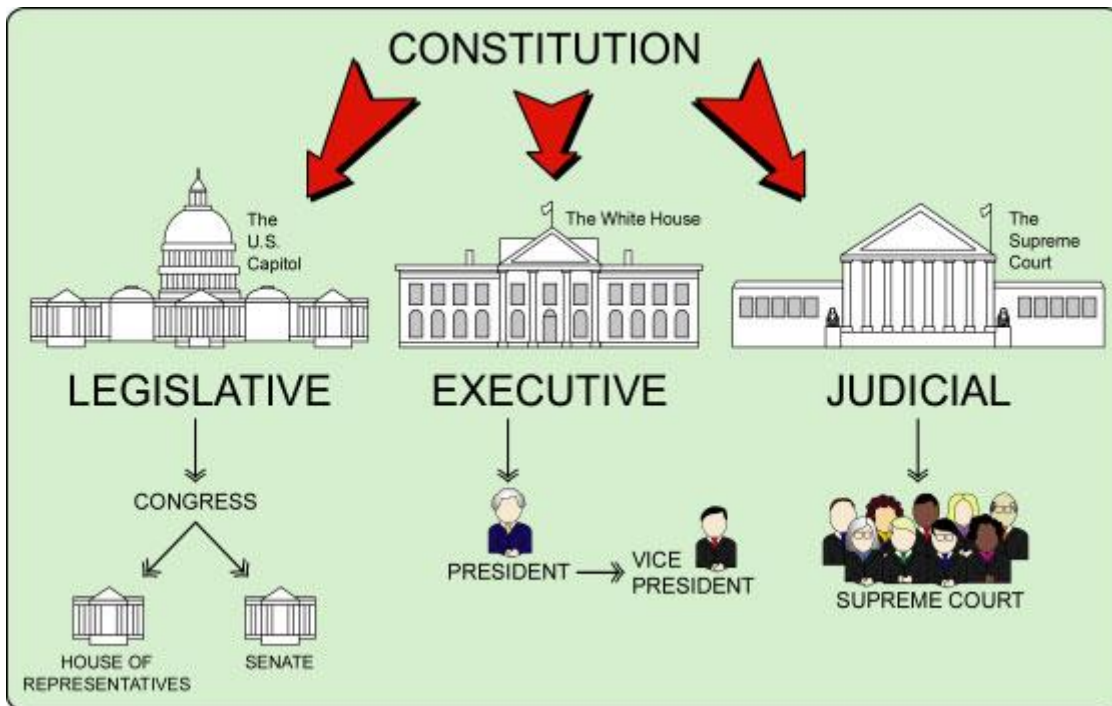 CONSTITUTION
The
U.S.
Capitol
The White House
The
Supreme
Court
LEGISLATIVE
EXECUTIVE
JUDICIAL
CONGRESS
PRESIDENT
VICE
PRESIDENT
SUPREME COURT
HOUSE OF
REPRESENTATIVES
SENATE